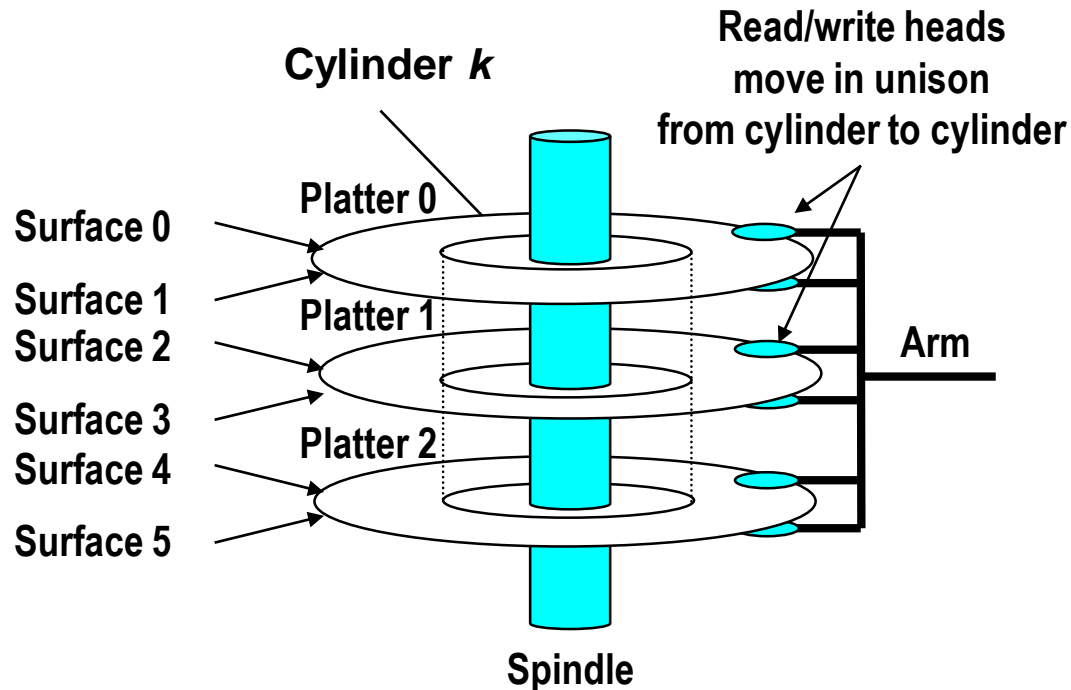 Read/write heads
move in unison
from cylinder to cylinder
Cylinder k
Platter 0
Surface 0
Surface 1
Platter 1
Surface 2
Arm
Surface 3
Platter 2
Surface 4
Surface 5
Spindle